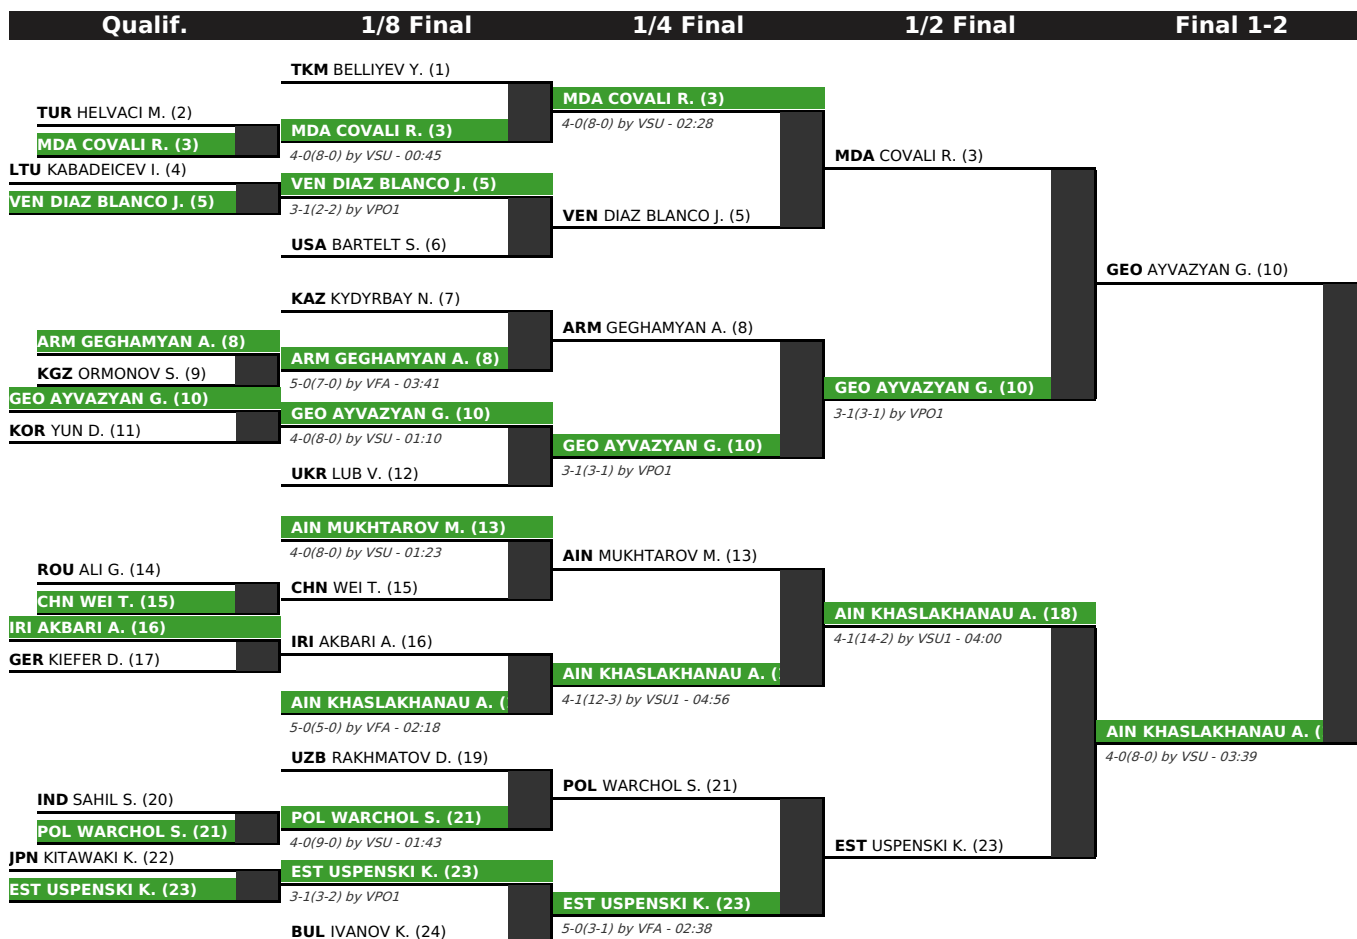 Qualif.
1/8 Final
1/4 Final
1/2 Final
Final 1-2
TUR HELVACI M. (2)
MDA COVALI R. (3)
LTU KABADEICEV I. (4)
VEN DIAZ BLANCO J. (5)
ARM GEGHAMYAN A. (8)
KGZ ORMONOV S. (9)
GEO AYVAZYAN G. (10)
KOR YUN D. (11)
ROU ALI G. (14)
CHN WEI T. (15)
IRI AKBARI A. (16)
GER KIEFER D. (17)
IND SAHIL S. (20)
POL WARCHOL S. (21)
JPN KITAWAKI K. (22)
EST USPENSKI K. (23)
TKM BELLIYEV Y. (1)
MDA COVALI R. (3)
4-0(8-0) by VSU - 00:45
VEN DIAZ BLANCO J. (5)
3-1(2-2) by VPO1
USA BARTELT S. (6)
KAZ KYDYRBAY N. (7)
ARM GEGHAMYAN A. (8)
5-0(7-0) by VFA - 03:41
GEO AYVAZYAN G. (10)
4-0(8-0) by VSU - 01:10
UKR LUB V. (12)
AIN MUKHTAROV M. (13)
4-0(8-0) by VSU - 01:23
CHN WEI T. (15)
IRI AKBARI A. (16)
AIN KHASLAKHANAU A. (
5-0(5-0) by VFA - 02:18
UZB RAKHMATOV D. (19)
POL WARCHOL S. (21)
4-0(9-0) by VSU - 01:43
EST USPENSKI K. (23)
3-1(3-2) by VPO1
BUL IVANOV K. (24)
MDA COVALI R. (3)
4-0(8-0) by VSU - 02:28
VEN DIAZ BLANCO J. (5)
ARM GEGHAMYAN A. (8)
GEO AYVAZYAN G. (10)
3-1(3-1) by VPO1
AIN MUKHTAROV M. (13)
AIN KHASLAKHANAU A. (
4-1(12-3) by VSU1 - 04:56
POL WARCHOL S. (21)
EST USPENSKI K. (23)
5-0(3-1) by VFA - 02:38
MDA COVALI R. (3)
GEO AYVAZYAN G. (10)
3-1(3-1) by VPO1
AIN KHASLAKHANAU A. (18)
4-1(14-2) by VSU1 - 04:00
EST USPENSKI K. (23)
GEO AYVAZYAN G. (10)
AIN KHASLAKHANAU A. (
4-0(8-0) by VSU - 03:39